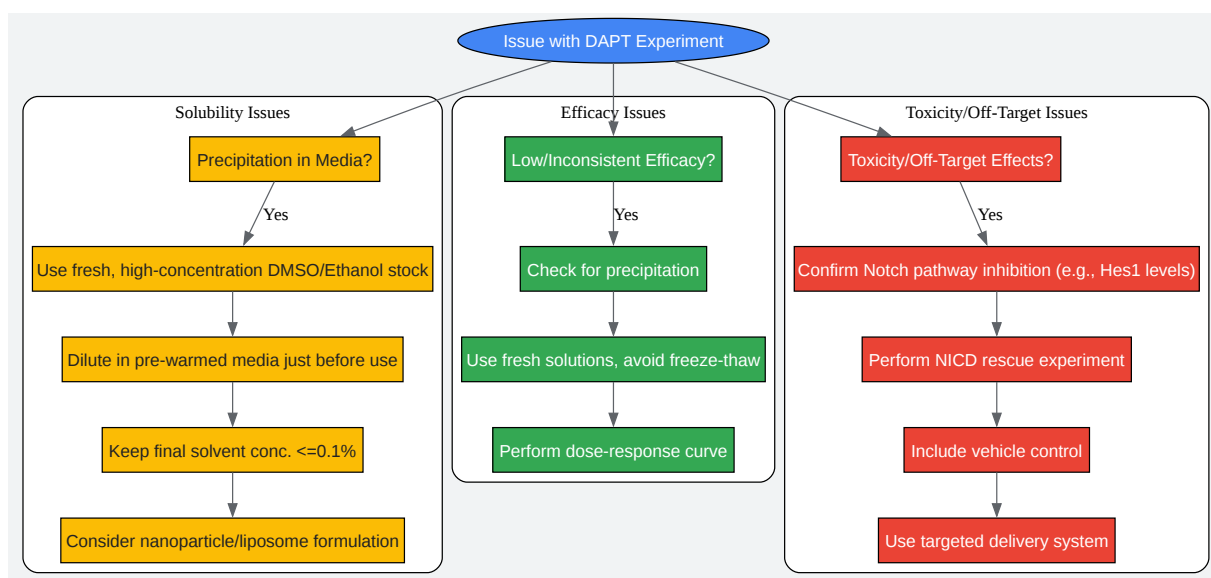 Issue with DAPT Experiment
Solubility Issues
Precipitation in Media?
Yes
Use fresh, high-concentration DMSO/Ethanol stock
Dilute in pre-warmed media just before use
Keep final solvent conc. <=0.1%
Consider nanoparticle/liposome formulation
Efficacy Issues
Low/Inconsistent Efficacy?
Yes
Check for precipitation
Use fresh solutions, avoid freeze-thaw
Perform dose-response curve
Toxicity/Off-Target Issues
Toxicity/Off-Target Effects?
Yes
Confirm Notch pathway inhibition (e.g., Hes1 levels)
Perform NICD rescue experiment
Include vehicle control
Use targeted delivery system